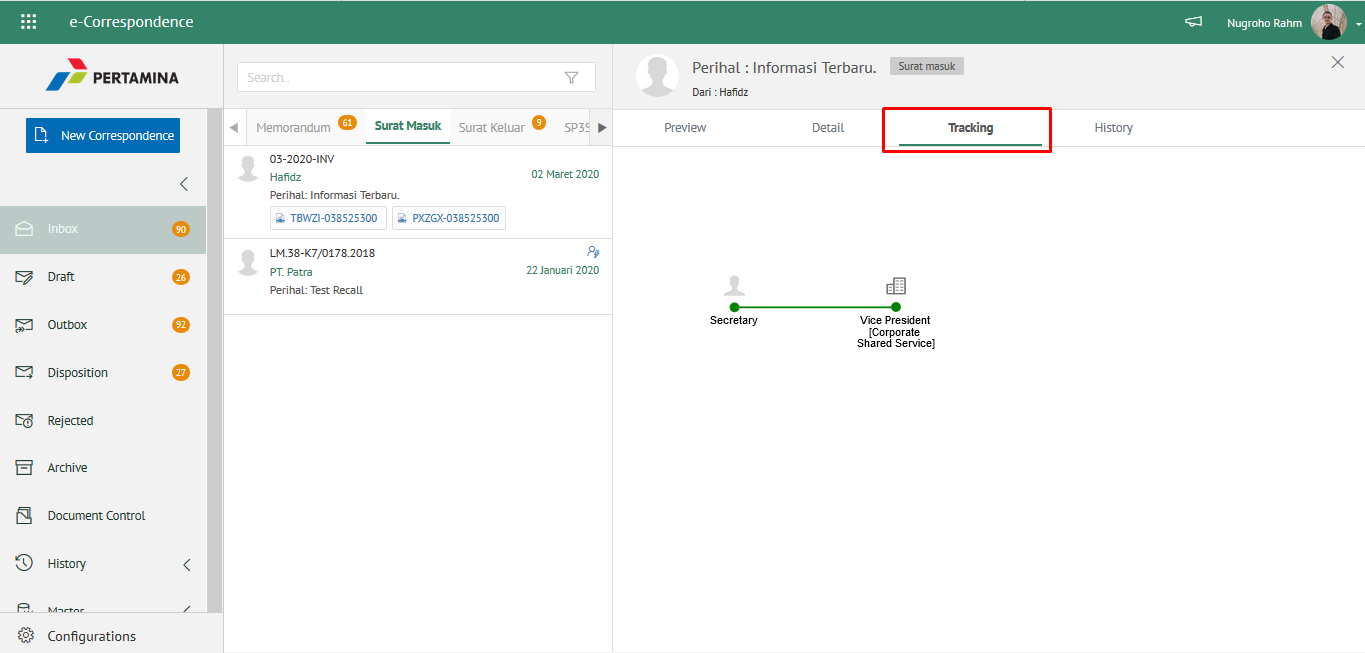 e-Correspondence
Nugroho Rahm
PERTAMINA
New Correspondence
Inbox 90
Draft 26
Outbox 92
Disposition 27
Rejected
Archive
Document Control
History
Master
Configurations
Search..
Memorandum 61 Surat Masuk Surat Keluar 9 SP3S
03-2020-INV
Hafidz 02 Maret 2020
Perihal: Informasi Terbaru.
TBWZI-038525300 PXZGX-038525300
LM.38-K7/0178.2018
PT. Patra 22 Januari 2020
Perihal: Test Recall
Perihal : Informasi Terbaru. Surat masuk
Dari : Hafidz
Preview Detail Tracking History
Secretary
Vice President
[Corporate
Shared Service]